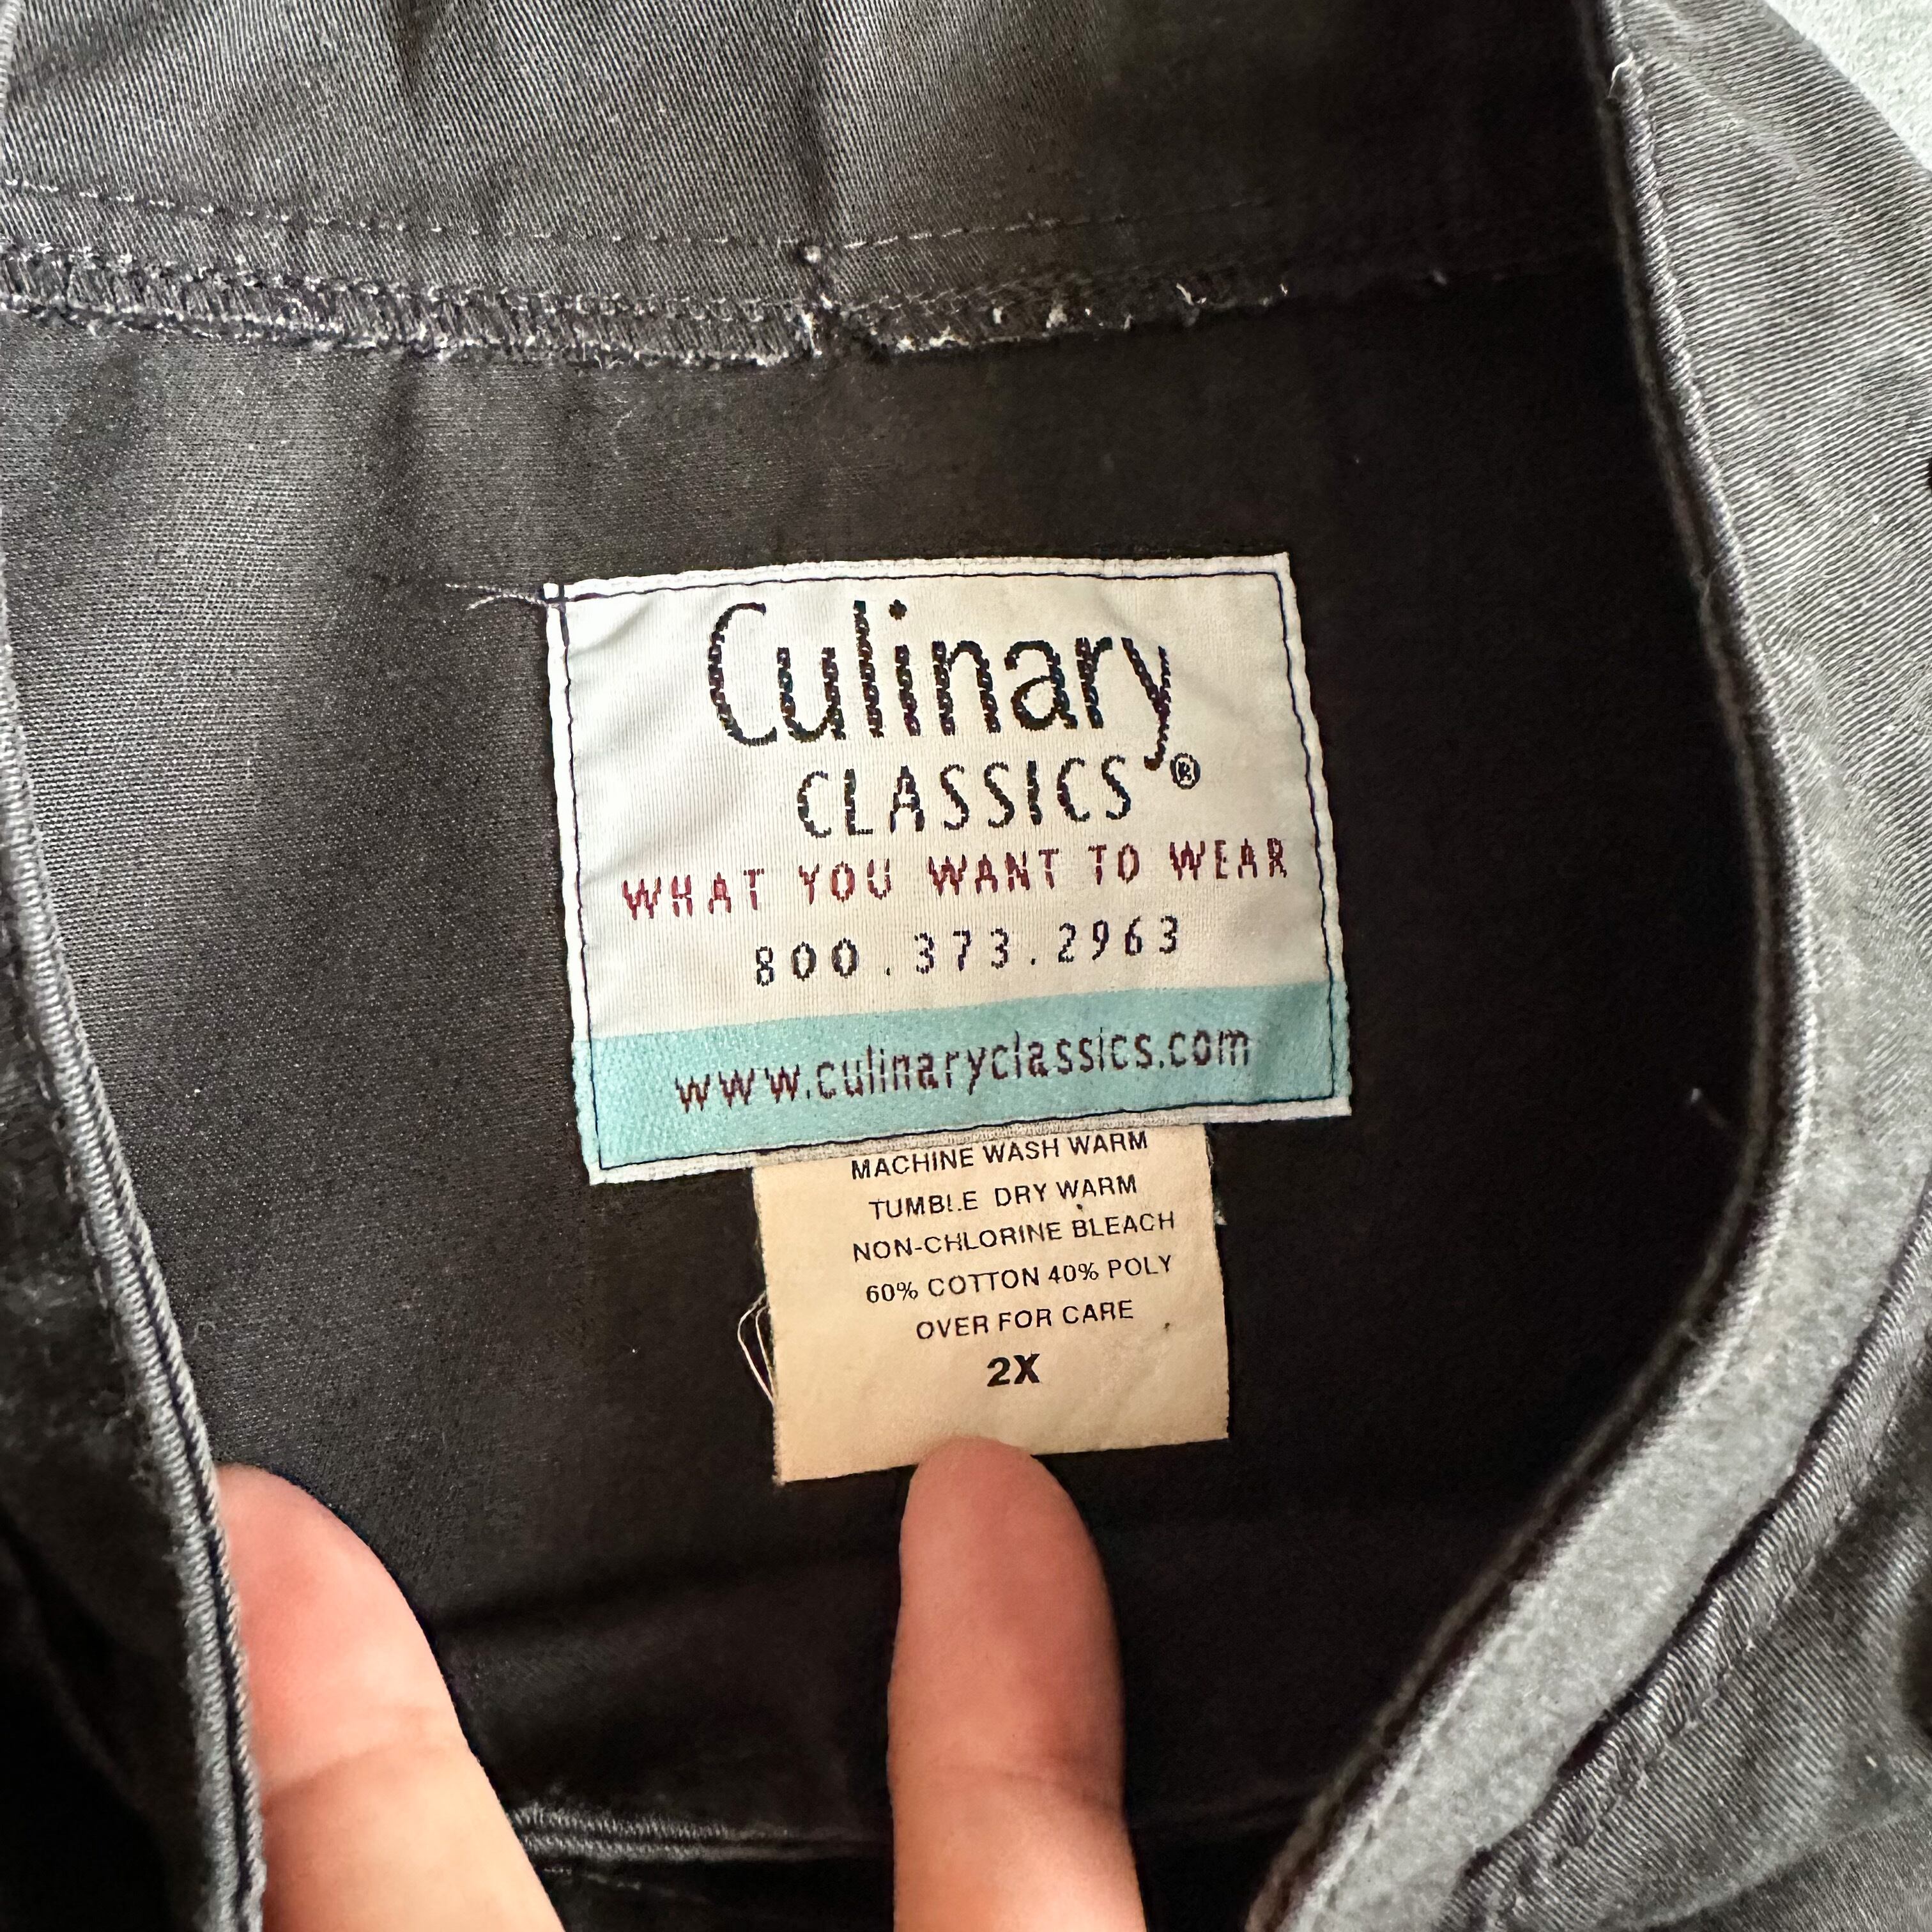 Culinary
CLASSICS®
WHAT YOU WANT TO WEAR
800.373.2963
www.culinaryclassics.com
MACHINE WASH WARM
TUMBLE DRY WARM
NON-CHLORINE BLEACH
60% COTTON 40% POLY
OVER FOR CARE
2X